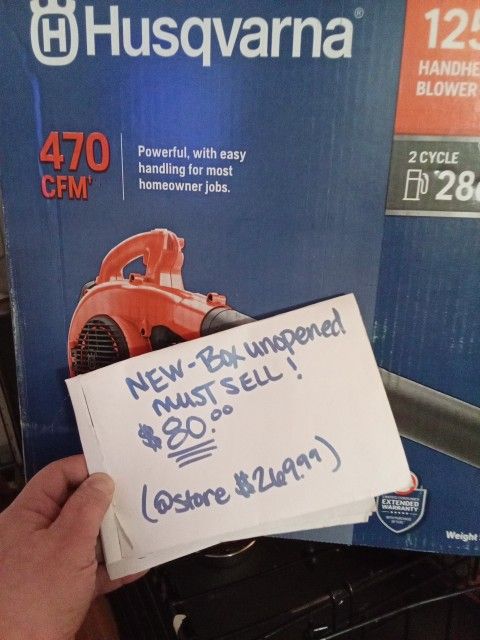 Husqvarna®
125
HANDHE
BLOWER
470
CFM¹
Powerful, with easy
handling for most
homeowner jobs.
2 CYCLE
28
NEW-BOX unopened
MUST SELL!
$80.00
(@store $269.99)
EXTENDED
WARRANTY
Weight